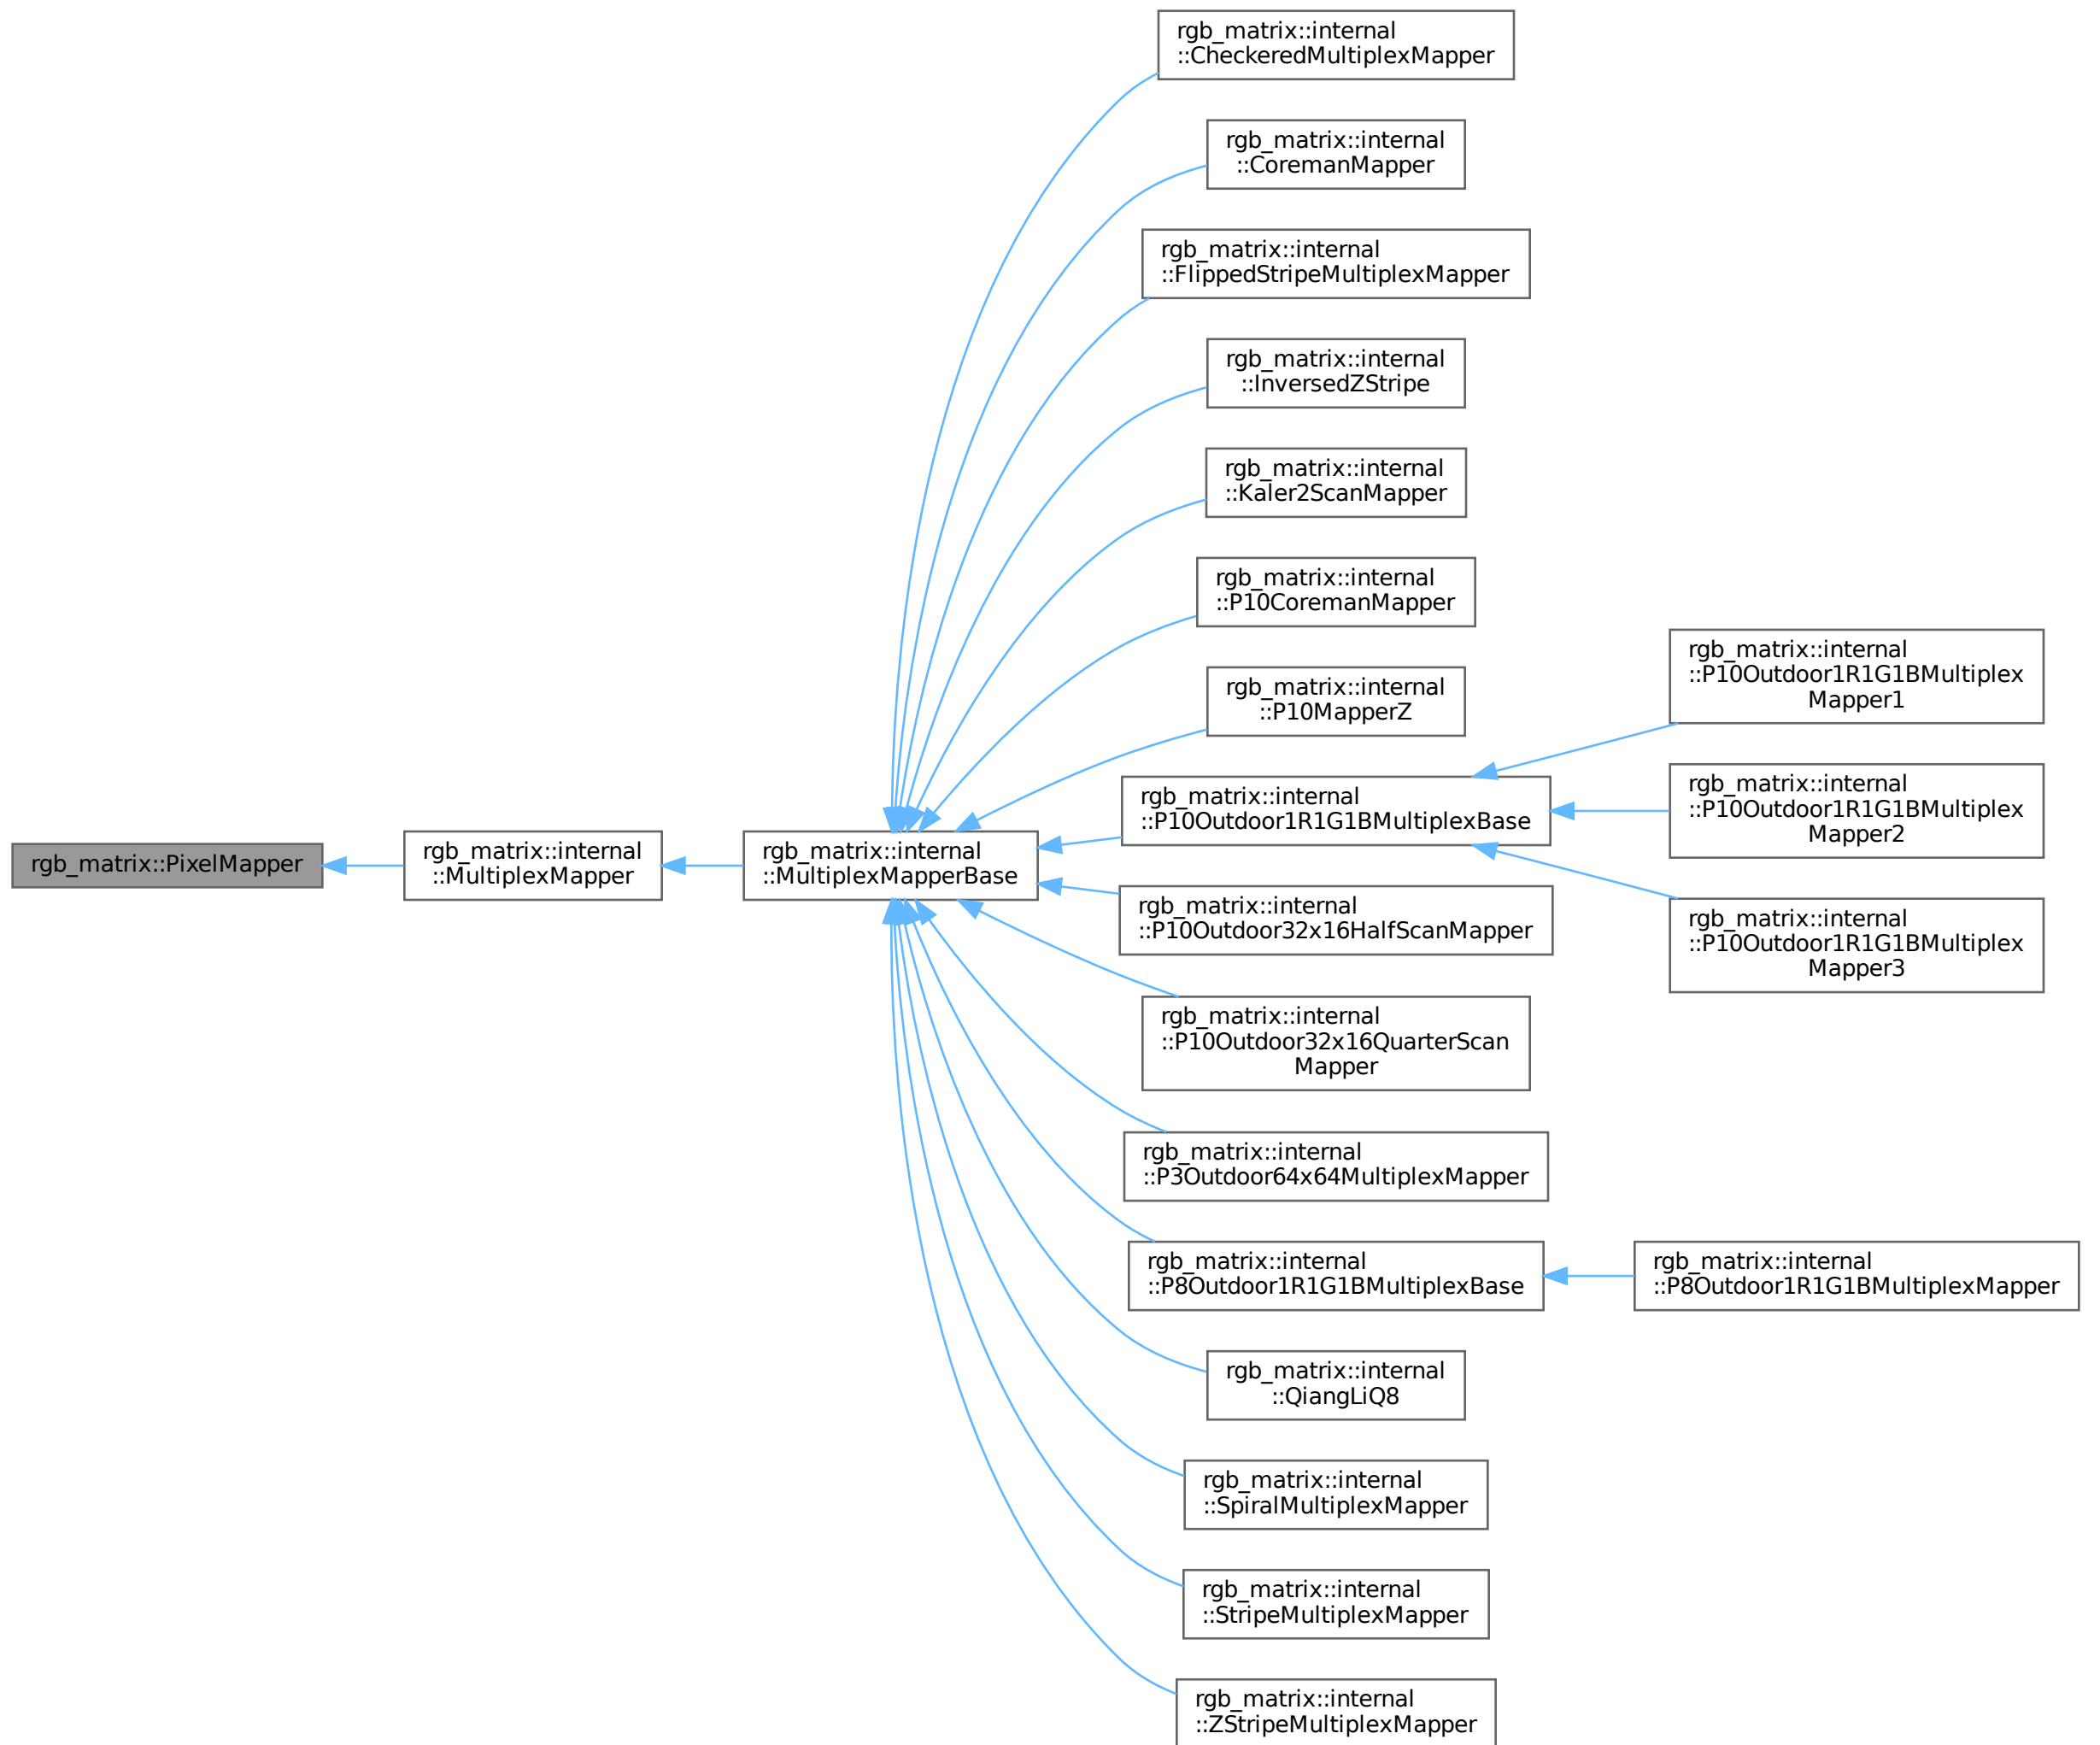 rgb_matrix::PixelMapper
rgb_matrix::internal
::MultiplexMapper
rgb_matrix::internal
::MultiplexMapperBase
rgb_matrix::internal
::CheckeredMultiplexMapper
rgb_matrix::internal
::CoremanMapper
rgb_matrix::internal
::FlippedStripeMultiplexMapper
rgb_matrix::internal
::InversedZStripe
rgb_matrix::internal
::Kaler2ScanMapper
rgb_matrix::internal
::P10CoremanMapper
rgb_matrix::internal
::P10MapperZ
rgb_matrix::internal
::P10Outdoor1R1G1BMultiplexBase
rgb_matrix::internal
::P10Outdoor32x16HalfScanMapper
rgb_matrix::internal
::P10Outdoor32x16QuarterScan
Mapper
rgb_matrix::internal
::P3Outdoor64x64MultiplexMapper
rgb_matrix::internal
::P8Outdoor1R1G1BMultiplexBase
rgb_matrix::internal
::QiangLiQ8
rgb_matrix::internal
::SpiralMultiplexMapper
rgb_matrix::internal
::StripeMultiplexMapper
rgb_matrix::internal
::ZStripeMultiplexMapper
rgb_matrix::internal
::P10Outdoor1R1G1BMultiplex
Mapper1
rgb_matrix::internal
::P10Outdoor1R1G1BMultiplex
Mapper2
rgb_matrix::internal
::P10Outdoor1R1G1BMultiplex
Mapper3
rgb_matrix::internal
::P8Outdoor1R1G1BMultiplexMapper